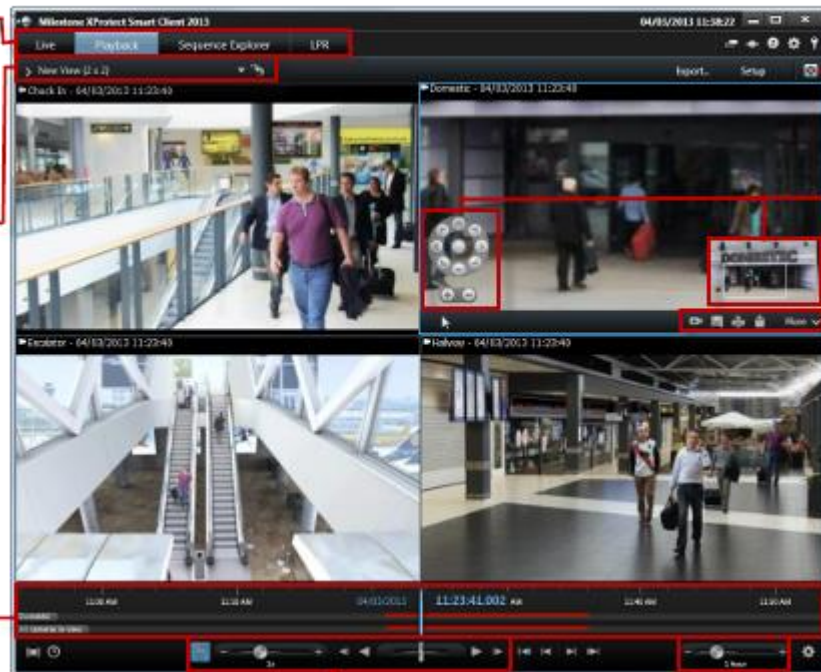 Milestone XProtect Smart Client 2013
04/03/2013 11:38:22
Live Playback Sequence Explorer LPR
New View (2 x 2)
Export... Setup
Check In - 04/03/2013 11:23:40
Domestic - 04/03/2013 11:23:40
DOMESTIC
More
Escalator - 04/03/2013 11:23:40
Hallway - 04/03/2013 11:23:40
04/03/2013 11:23:41.002 AM
1x
1 Hour